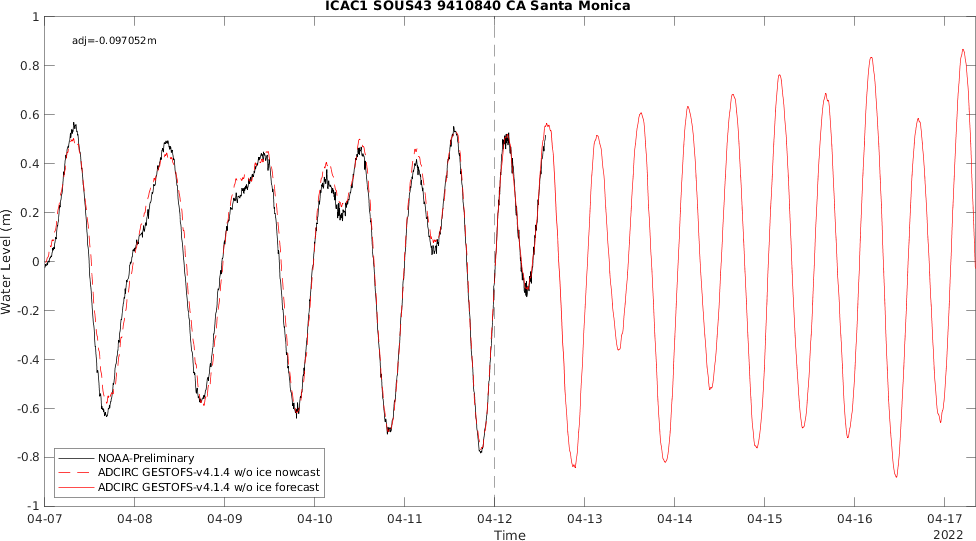 ICAC1 SOUS43 9410840 CA Santa Monica
adj=-0.097052m
1
0.8
0.6
0.4
0.2
0
-0.2
-0.4
-0.6
-0.8
-1
Water Level (m)
NOAA-Preliminary
ADCIRC GESTOFS-v4.1.4 w/o ice nowcast
ADCIRC GESTOFS-v4.1.4 w/o ice forecast
04-07 04-08 04-09 04-10 04-11 04-12 04-13 04-14 04-15 04-16 04-17
Time
2022